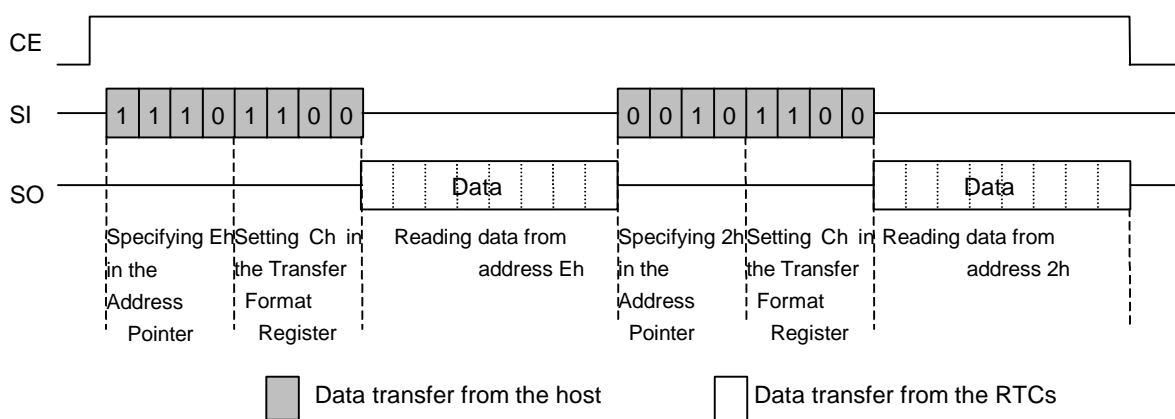 CE
SI
1 1 1 0 1 1 0 0
0 0 1 0 1 1 0 0
SO
Data
Data
Specifying Eh
in the
Address
Pointer
Setting Ch in
the Transfer
Format
Register
Reading data from
address Eh
Specifying 2h
in the
Address
Pointer
Setting Ch in
the Transfer
Format
Register
Reading data from
address 2h
Data transfer from the host
Data transfer from the RTCs